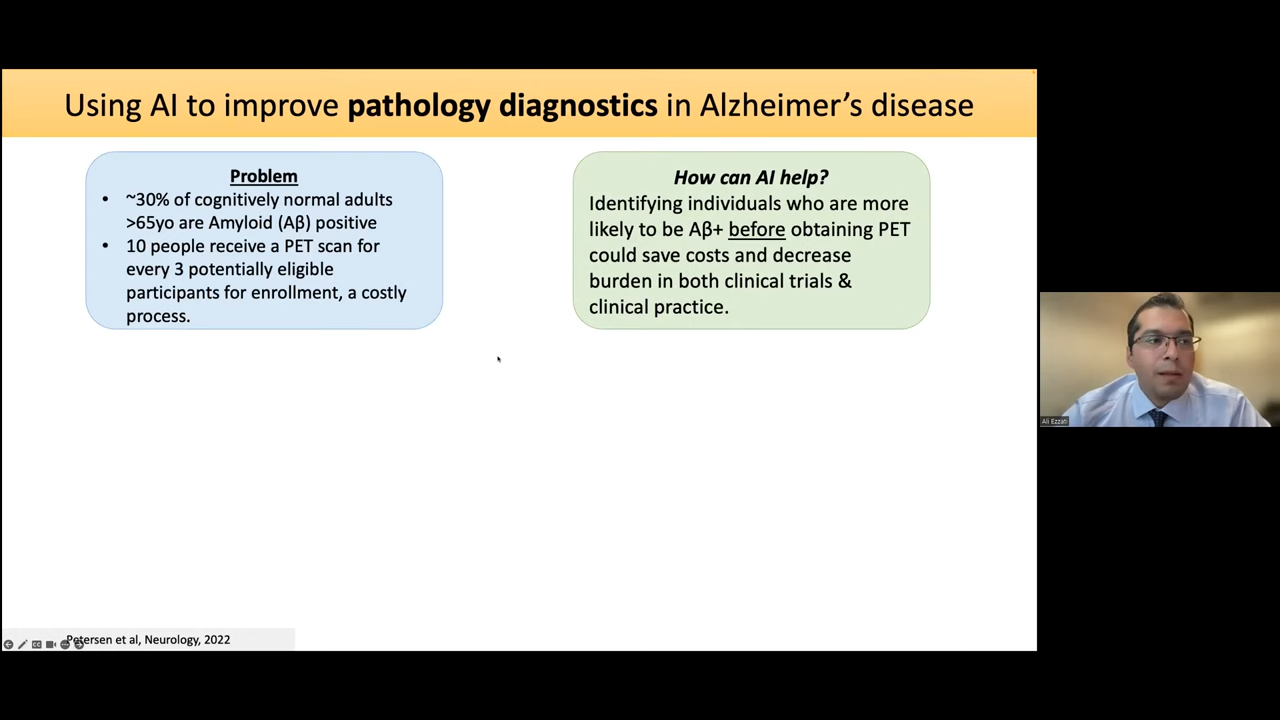 Using AI to improve pathology diagnostics in Alzheimer's disease
Problem
• ~30% of cognitively normal adults
>65yo are Amyloid (Aβ) positive
• 10 people receive a PET scan for
every 3 potentially eligible
participants for enrollment, a costly
process.
How can AI help?
Identifying individuals who are more
likely to be Aβ+ before obtaining PET
could save costs and decrease
burden in both clinical trials &
clinical practice.
Petersen et al, Neurology, 2022
Ali Ezzati